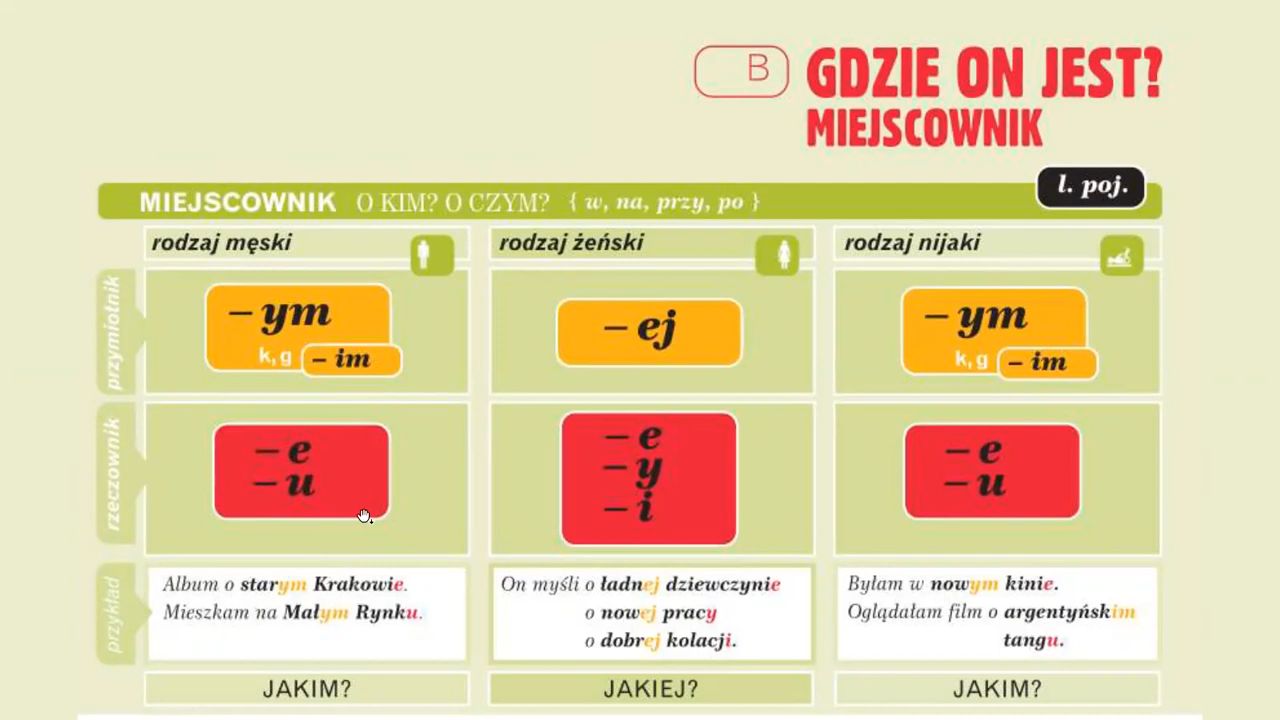 B
GDZIE ON JEST?
MIEJSCOWNIK
MIEJSCOWNIK O KIM? O CZYM? { w, na, przy, po }
l. poj.
rodzaj męski
rodzaj żeński
rodzaj nijaki
przymiotnik
– ym
k, g – im
– ej
– ym
k, g – im
rzeczownik
– e
– u
– e
– y
– i
– e
– u
przykład
Album o starym Krakowie.
Mieszkam na Małym Rynku.
On myśli o ładnej dziewczynie
o nowej pracy
o dobrej kolacji.
Byłam w nowym kinie.
Oglądałam film o argentyńskim
tangu.
JAKIM?
JAKIEJ?
JAKIM?